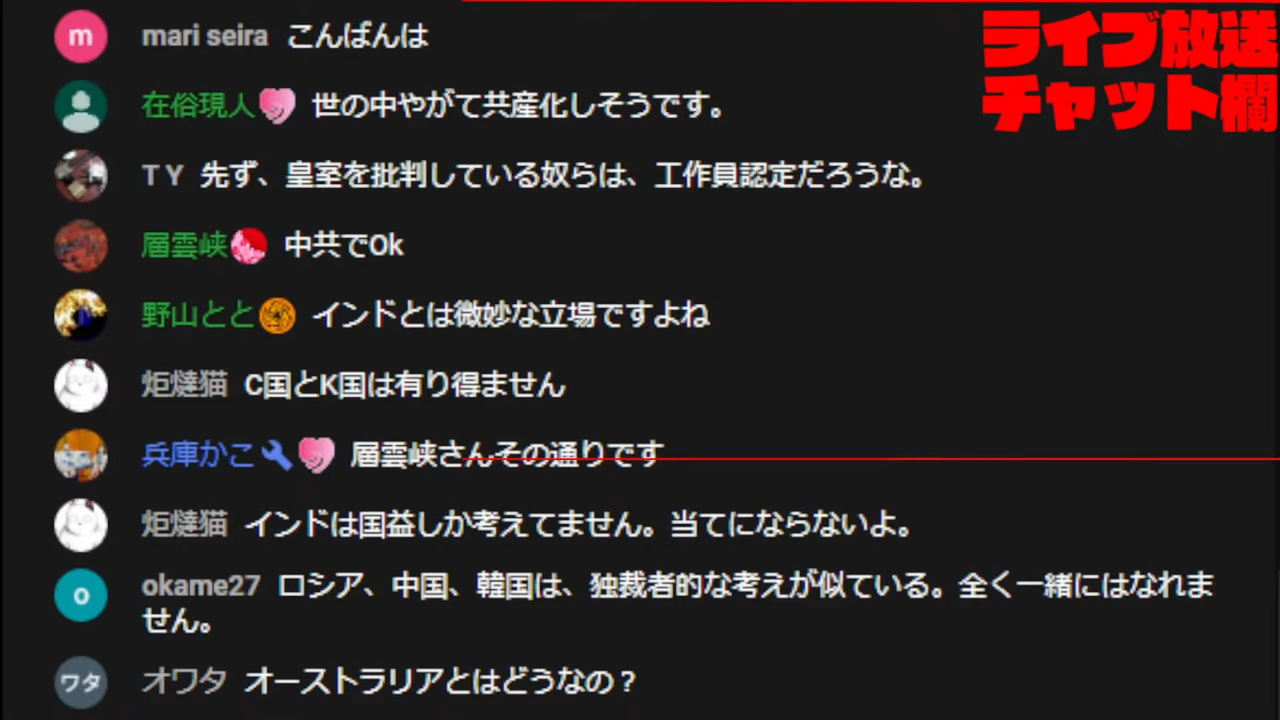 ライブ放送
チャット欄
mari seira こんばんは
在俗現人 世の中やがて共産化しそうです。
T Y 先ず、皇室を批判している奴らは、工作員認定だろうな。
層雲峡 中共でOk
野山とと インドとは微妙な立場ですよね
炬燵猫 C国とK国は有り得ません
兵庫かこ 層雲峡さんその通りです
炬燵猫 インドは国益しか考えてません。当てにならないよ。
okame27 ロシア、中国、韓国は、独裁者的な考えが似ている。全く一緒にはなれま
せん。
オワタ オーストラリアとはどうなの？
m
o
ワタ